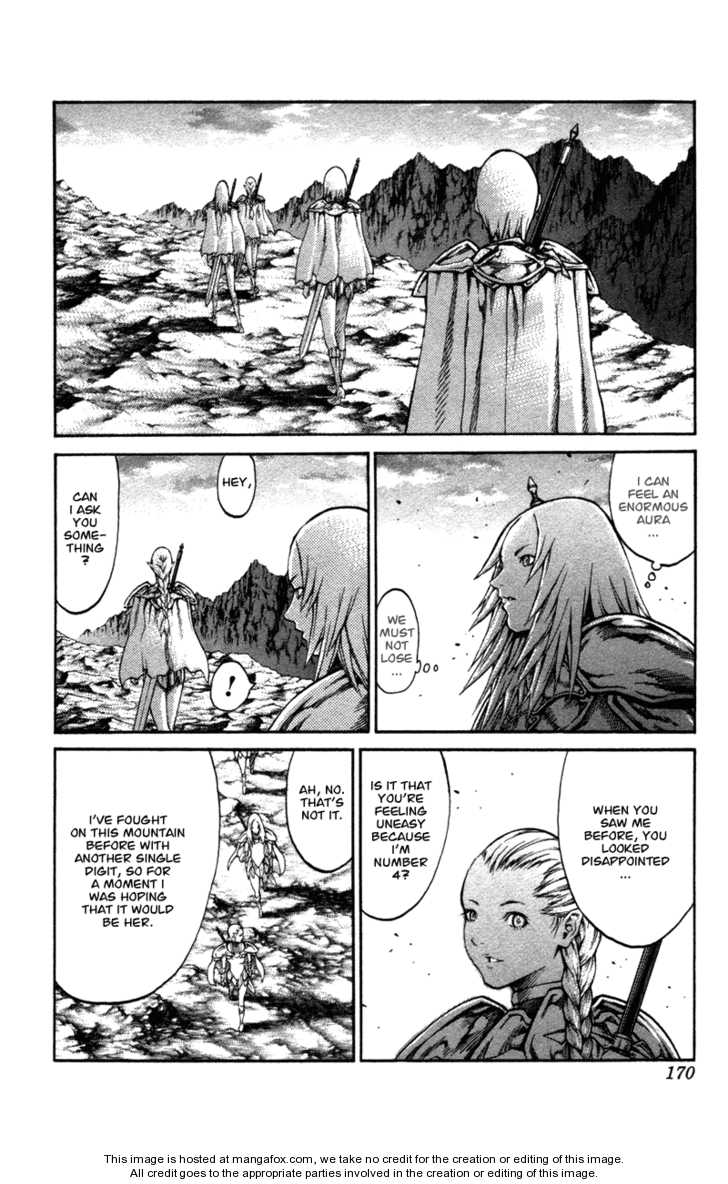 I CAN
FEEL AN
ENORMOUS
AURA
...
WE
MUST
NOT
LOSE
...
HEY,
CAN
I ASK
YOU
SOME-
THING
?
!
WHEN YOU
SAW ME
BEFORE, YOU
LOOKED
DISAPPOINTED
...
IS IT THAT
YOU'RE
FEELING
UNEASY
BECAUSE
I'M
NUMBER
4?
AH, NO.
THAT'S
NOT IT.
I'VE FOUGHT
ON THIS MOUNTAIN
BEFORE WITH
ANOTHER SINGLE
DIGIT, SO FOR
A MOMENT I
WAS HOPING
THAT IT WOULD
BE HER.
170
This image is hosted at mangafox.com, we take no credit for the creation or editing of this image.
All credit goes to the appropriate parties involved in the creation or editing of this image.